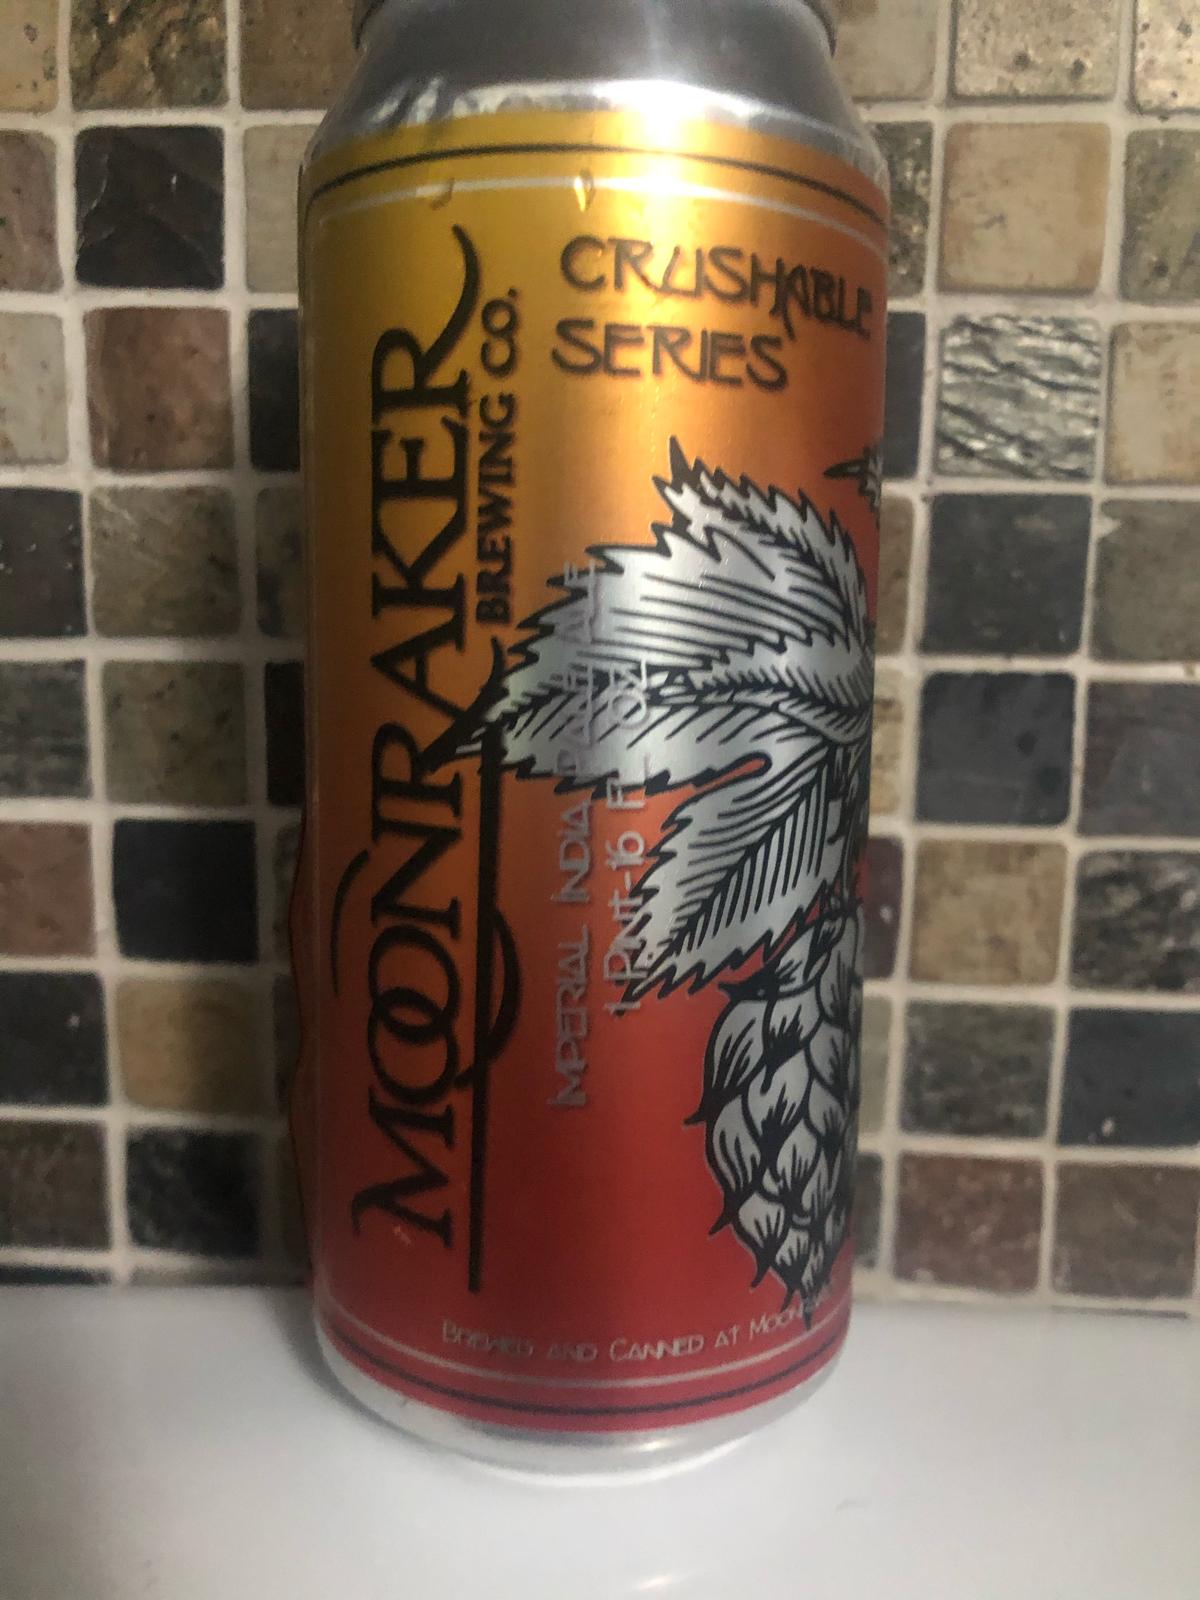 CRUSHABLE
SERIES
MOONRAKER
BREWING CO.
IMPERIAL INDIA PALE ALE
1 PINT-16 FL OZ
BREWED AND CANNED AT